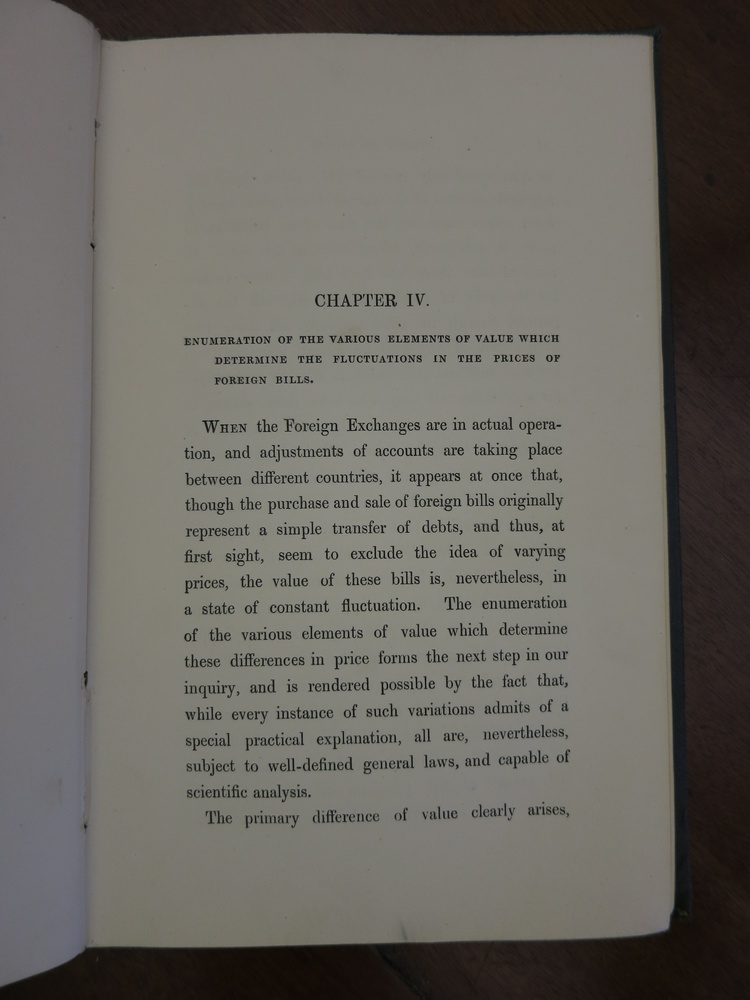 CHAPTER IV.
ENUMERATION OF THE VARIOUS ELEMENTS OF VALUE WHICH
DETERMINE THE FLUCTUATIONS IN THE PRICES OF
FOREIGN BILLS.
WHEN the Foreign Exchanges are in actual opera-
tion, and adjustments of accounts are taking place
between different countries, it appears at once that,
though the purchase and sale of foreign bills originally
represent a simple transfer of debts, and thus, at
first sight, seem to exclude the idea of varying
prices, the value of these bills is, nevertheless, in
a state of constant fluctuation. The enumeration
of the various elements of value which determine
these differences in price forms the next step in our
inquiry, and is rendered possible by the fact that,
while every instance of such variations admits of a
special practical explanation, all are, nevertheless,
subject to well-defined general laws, and capable of
scientific analysis.
The primary difference of value clearly arises,